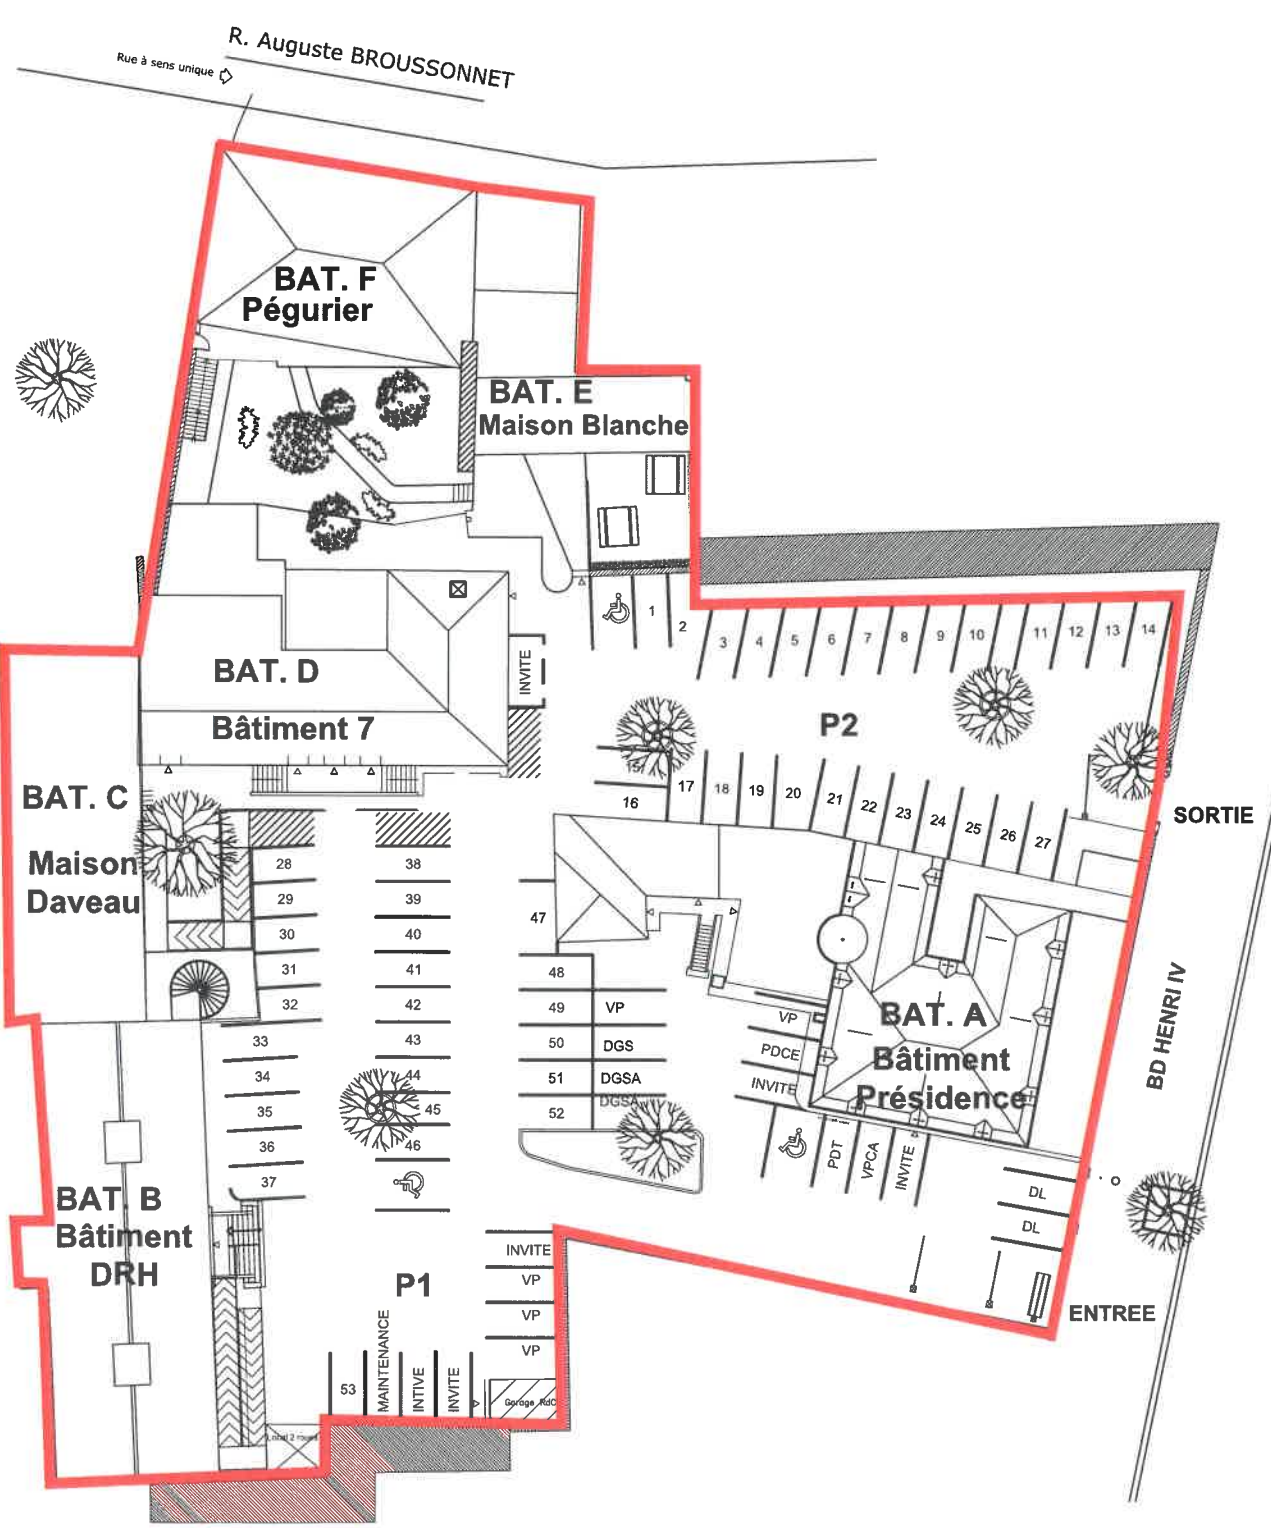 R. Auguste BROUSSONNET
Rue à sens unique
BAT. F
Pégurier
BAT. E
Maison Blanche
1
2
3
4
5
6
7
8
9
10
11
12
13
14
BAT. D
Bâtiment 7
INVITE
P2
15
16
17
18
19
20
21
22
23
24
25
26
27
SORTIE
BAT. C
Maison
Daveau
28
29
30
31
32
33
34
35
36
37
38
39
40
41
42
43
44
45
46
47
48
49
50
51
52
VP
DGS
DGSA
DGSA
VP
PDCE
INVITE
BAT. A
Bâtiment
Présidence
BD HENRI IV
PDT
VPCA
INVITE
DL
DL
ENTREE
BAT. B
Bâtiment
DRH
P1
INVITE
VP
VP
VP
53
MAINTENANCE
INTIVE
INVITE
Garage RdC
Local 2 roues